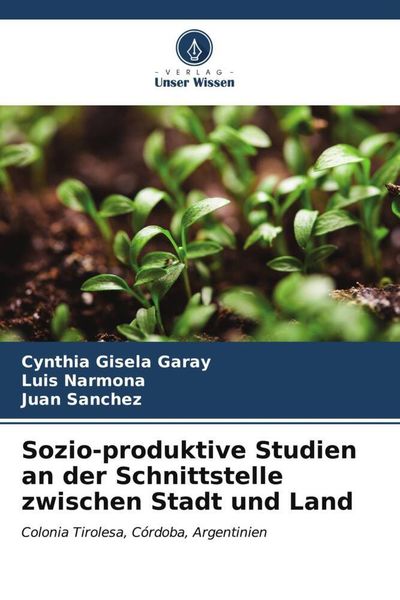 - VERLAG -
Unser Wissen
Cynthia Gisela Garay
Luis Narmona
Juan Sanchez
Sozio-produktive Studien
an der Schnittstelle
zwischen Stadt und Land
Colonia Tirolesa, Córdoba, Argentinien